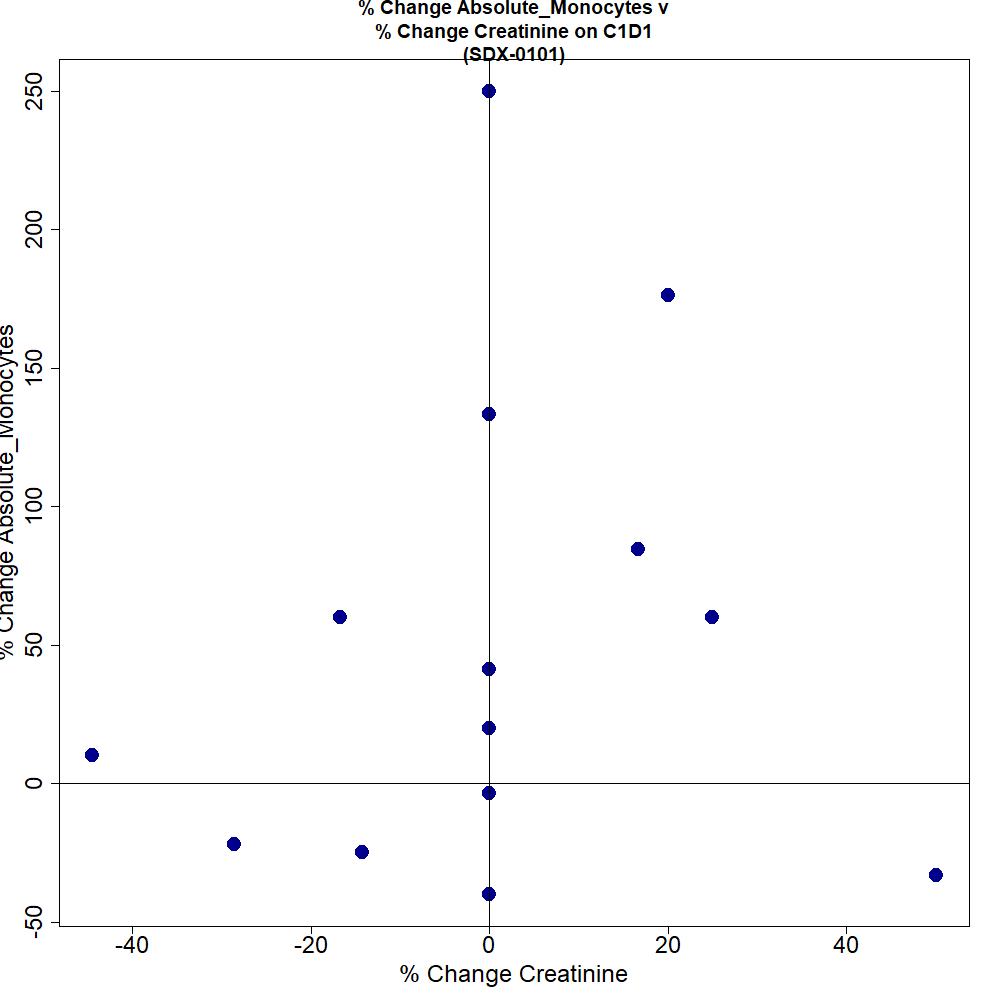 % Change Absolute_Monocytes v
% Change Creatinine on C1D1
(SDX-0101)
% Change Absolute_Monocytes
250
200
150
100
50
0
-50
-40
-20
0
20
40
% Change Creatinine